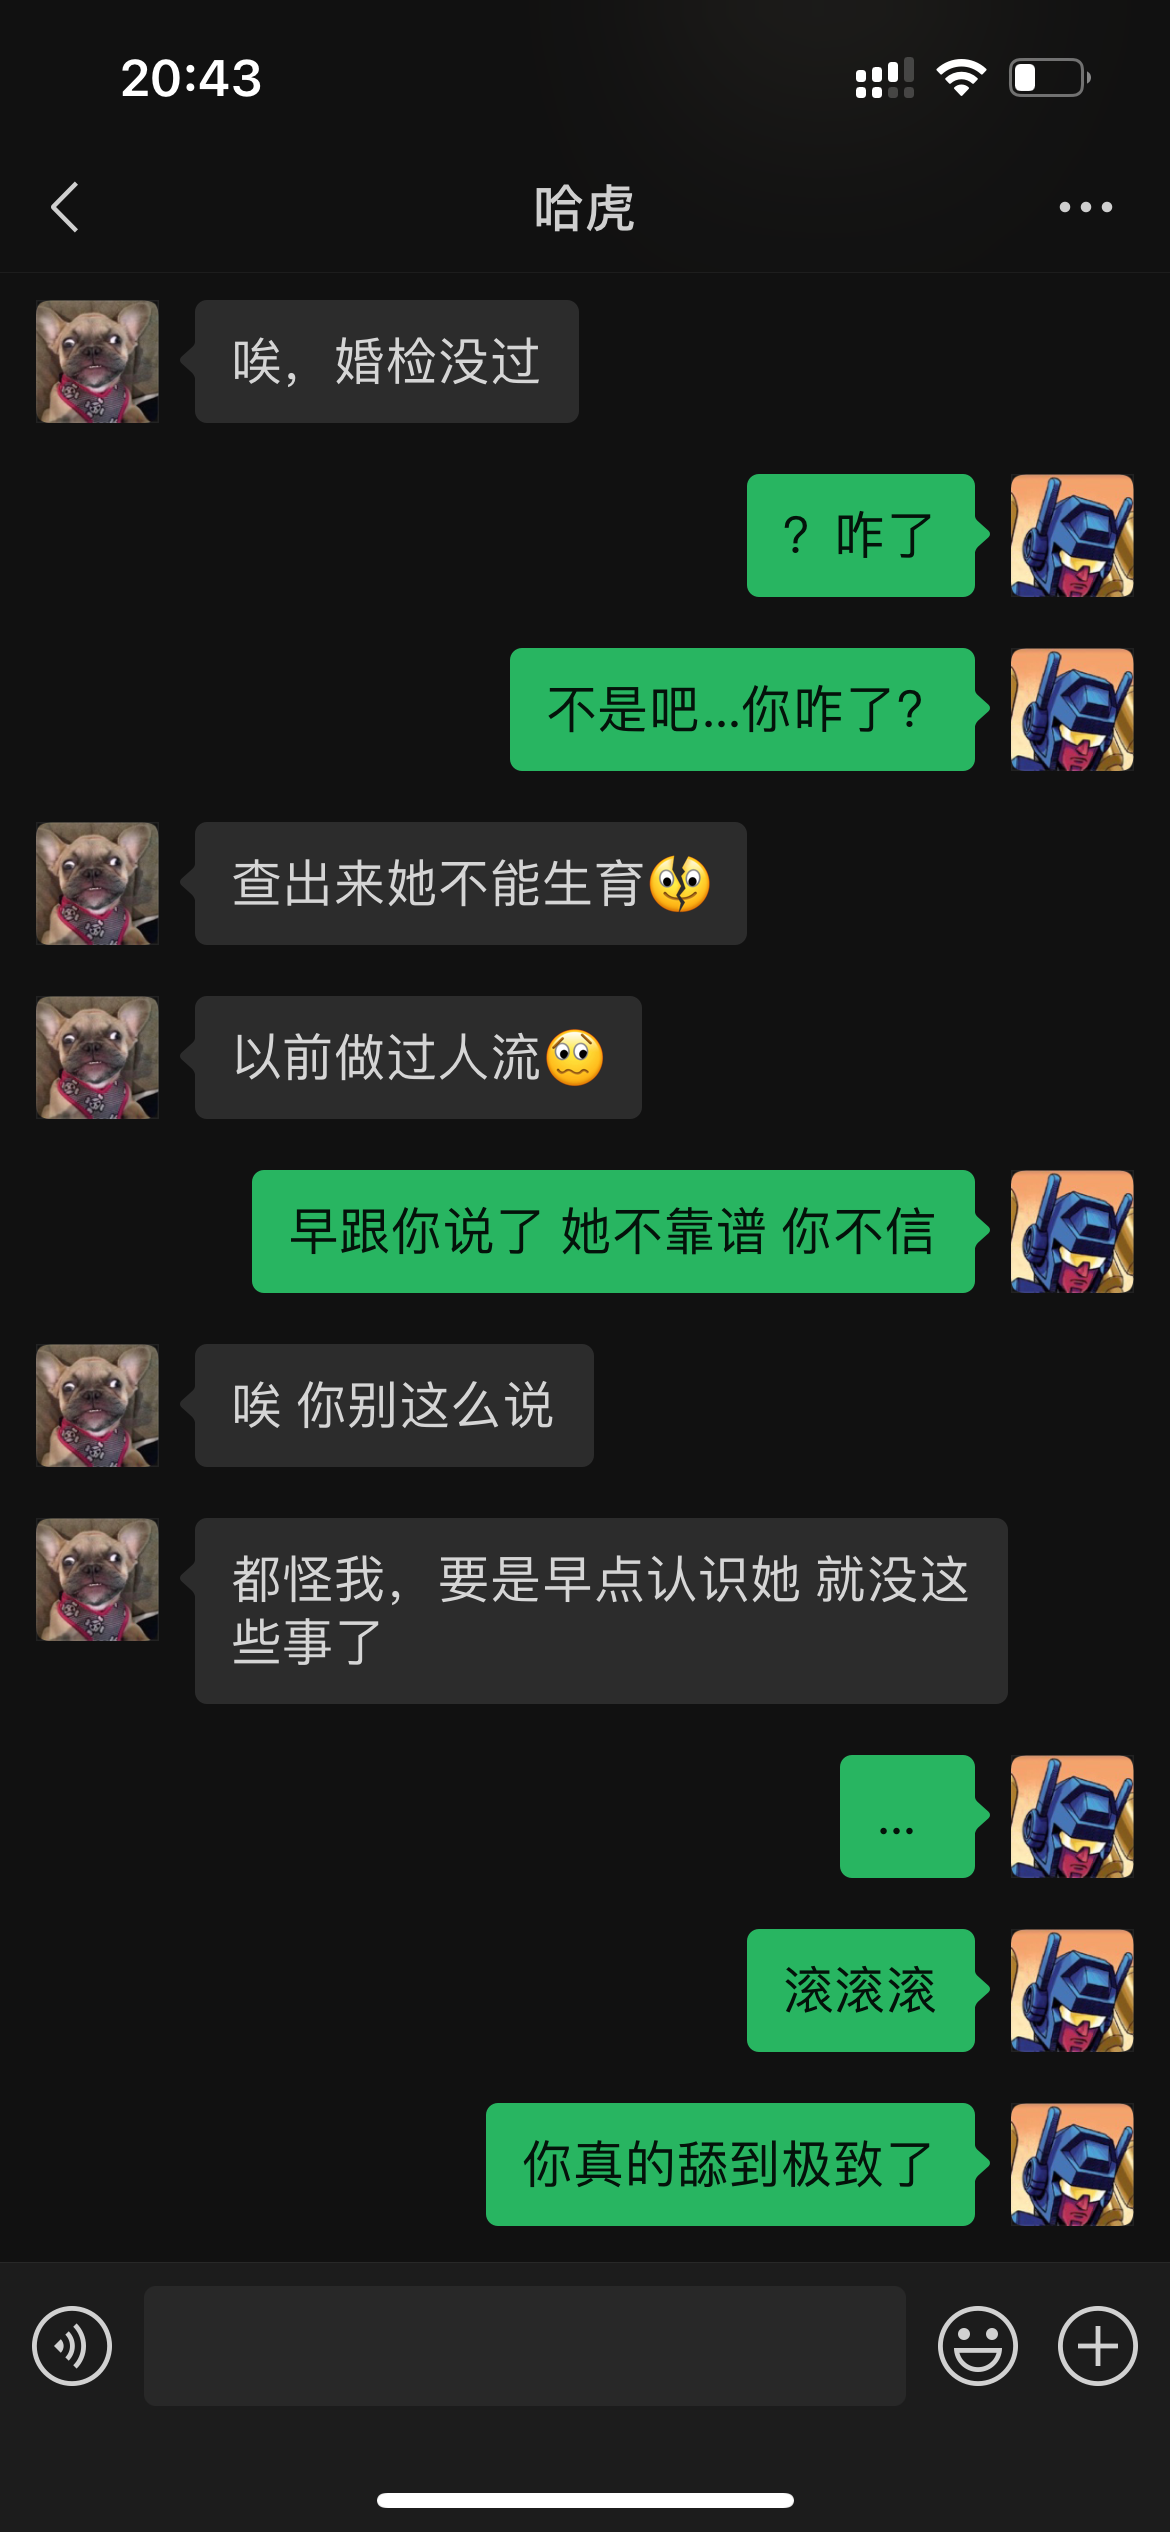 20:43
哈虎
唉，婚检没过
？咋了
不是吧...你咋了？
查出来她不能生育
以前做过人流
早跟你说了 她不靠谱 你不信
唉 你别这么说
都怪我，要是早点认识她 就没这
些事了
...
滚滚滚
你真的舔到极致了